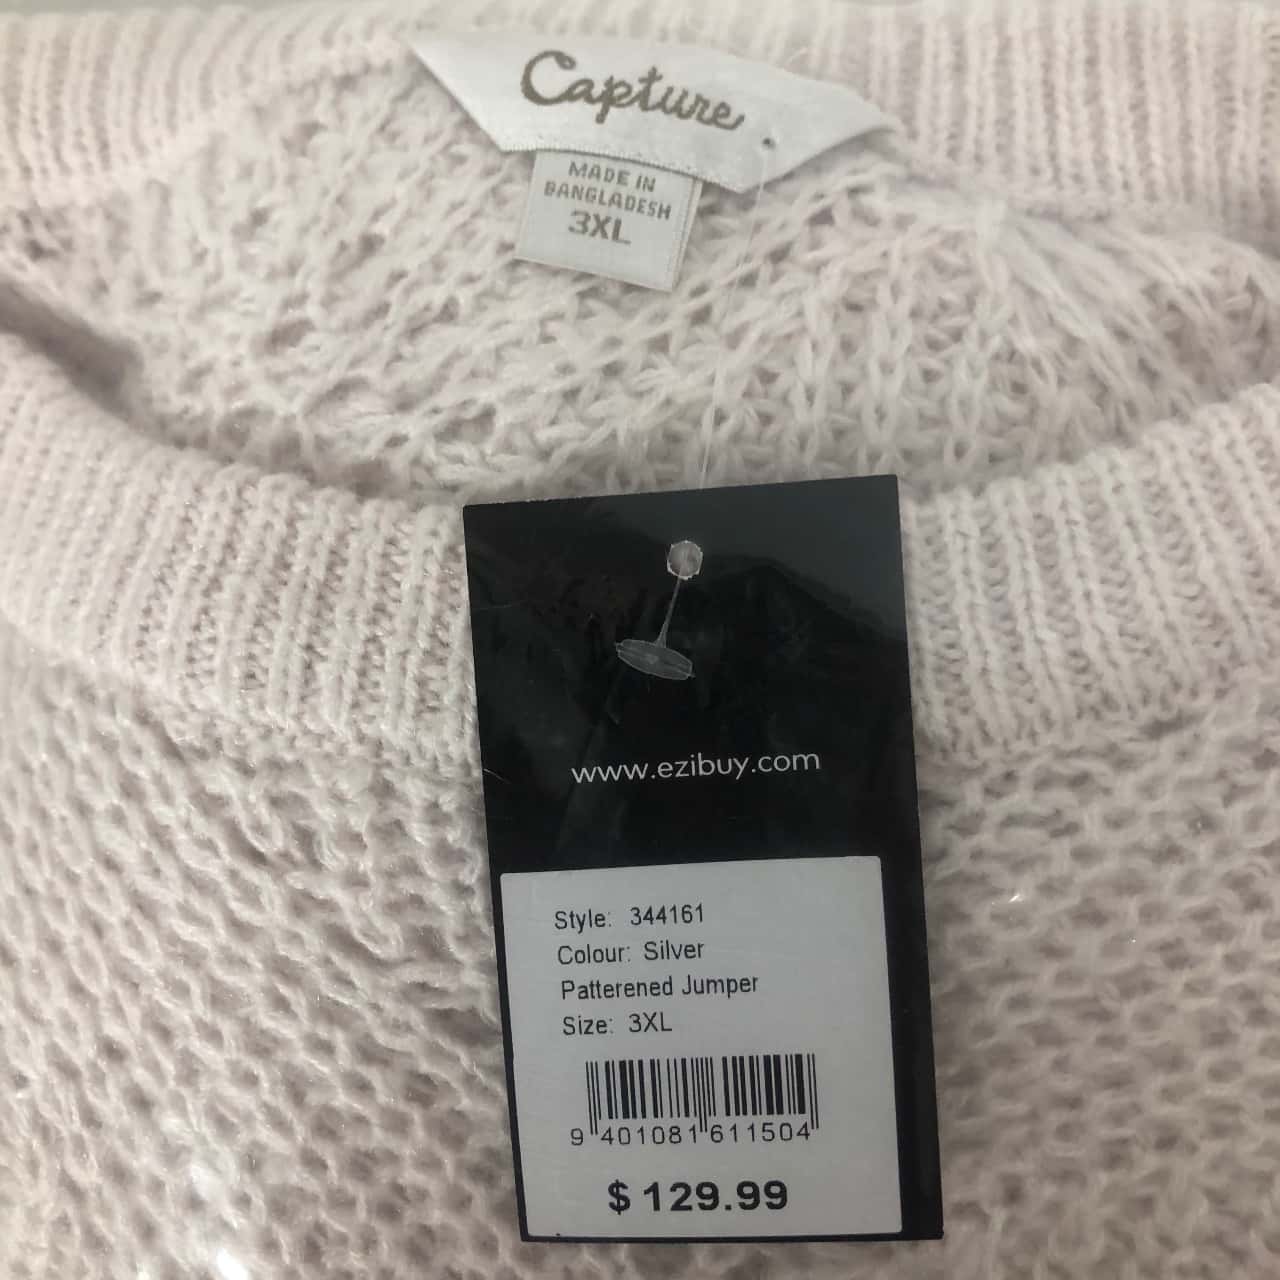 Capture
MADE IN
BANGLADESH
3XL
www.ezibuy.com
Style: 344161
Colour: Silver
Patterened Jumper
Size: 3XL
9 401081 611504
$ 129.99